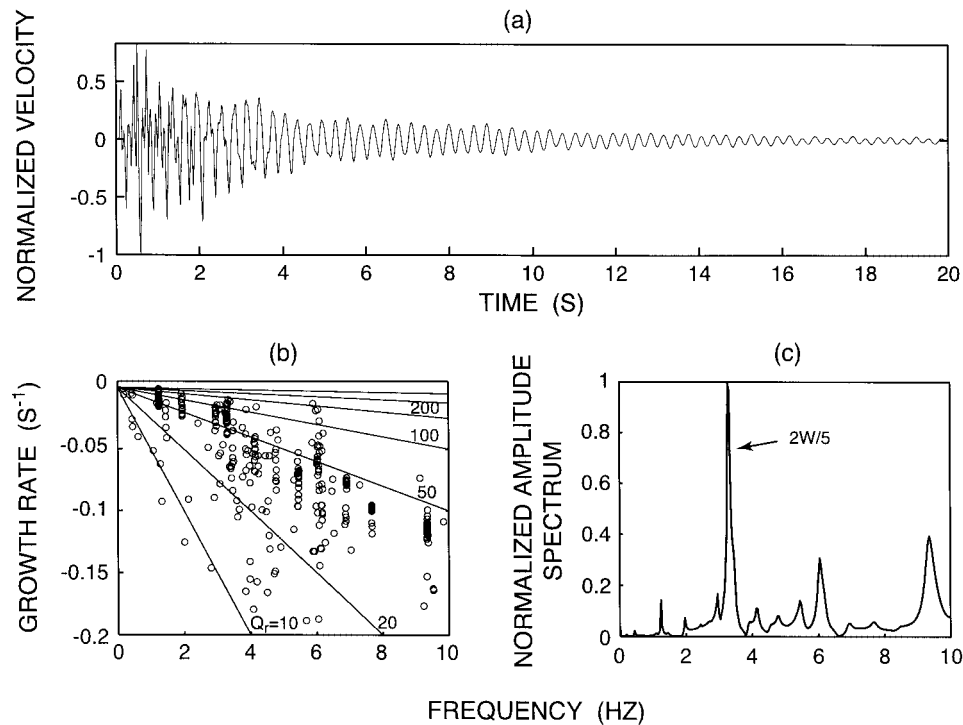 (a)
NORMALIZED VELOCITY
0.5
0
-0.5
-1
0 2 4 6 8 10 12 14 16 18 20
TIME (S)
(b)
GROWTH RATE (S-1)
0
-0.05
-0.1
-0.15
-0.2
200
100
50
20
Qr=10
0 2 4 6 8 10
(c)
NORMALIZED AMPLITUDE
SPECTRUM
1
0.8
0.6
0.4
0.2
0
2W/5
0 2 4 6 8 10
FREQUENCY (HZ)